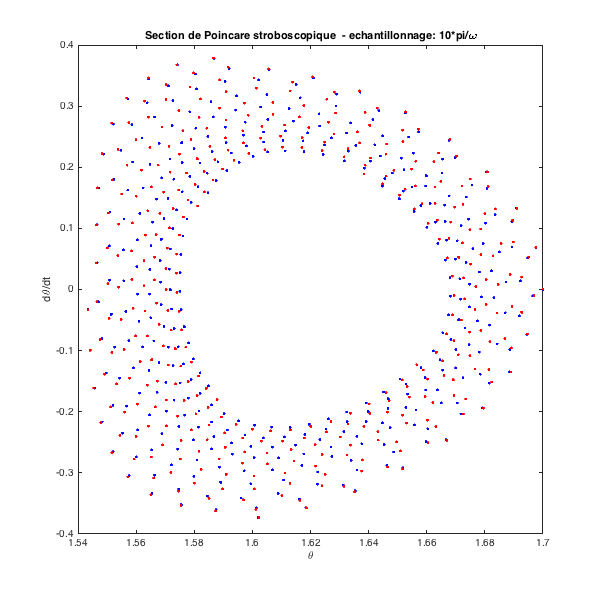 Section de Poincare stroboscopique - echantillonnage: 10*pi/ω
0.4
0.3
0.2
0.1
0
-0.1
-0.2
-0.3
-0.4
dθ/dt
1.54 1.56 1.58 1.6 1.62 1.64 1.66 1.68 1.7
θ